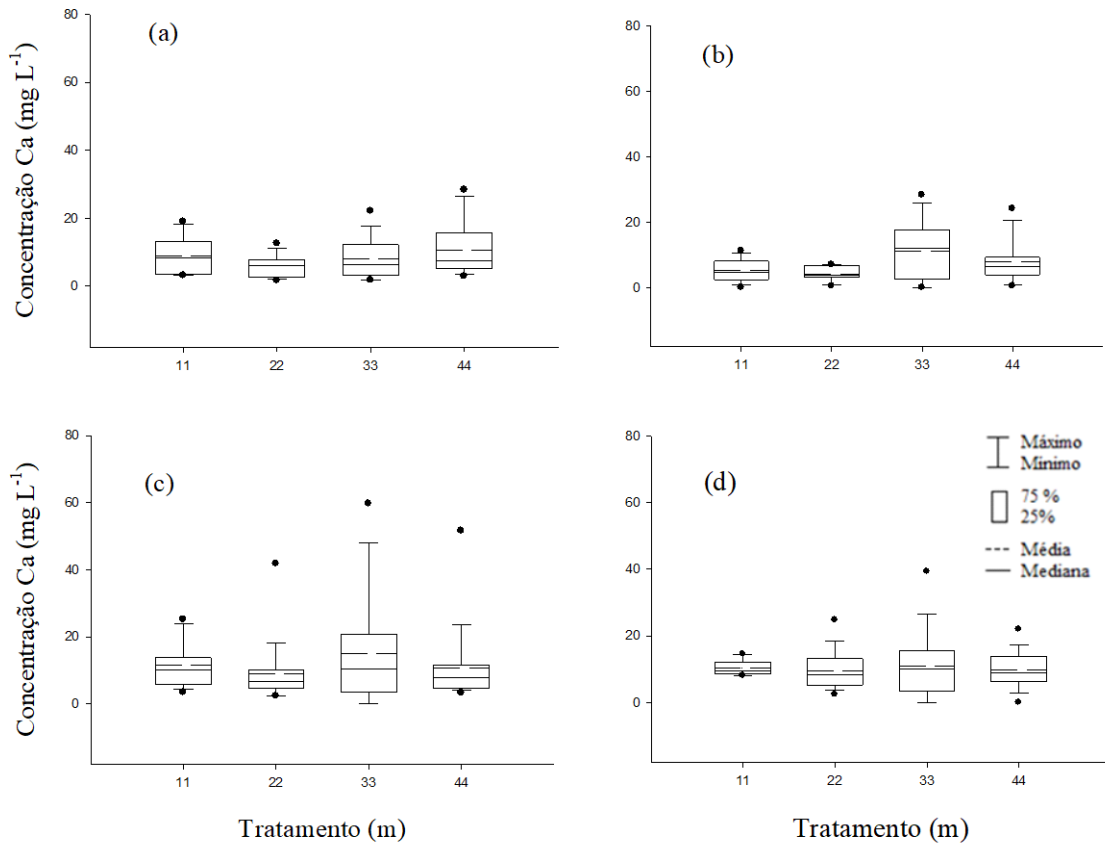 Concentração Ca (mg L⁻¹)
80
60
40
20
0
(a)
11 22 33 44
80
60
40
20
0
(b)
11 22 33 44
Concentração Ca (mg L⁻¹)
80
60
40
20
0
(c)
11 22 33 44
Tratamento (m)
80
60
40
20
0
(d)
Máximo
Mínimo
75 %
25%
Média
Mediana
11 22 33 44
Tratamento (m)